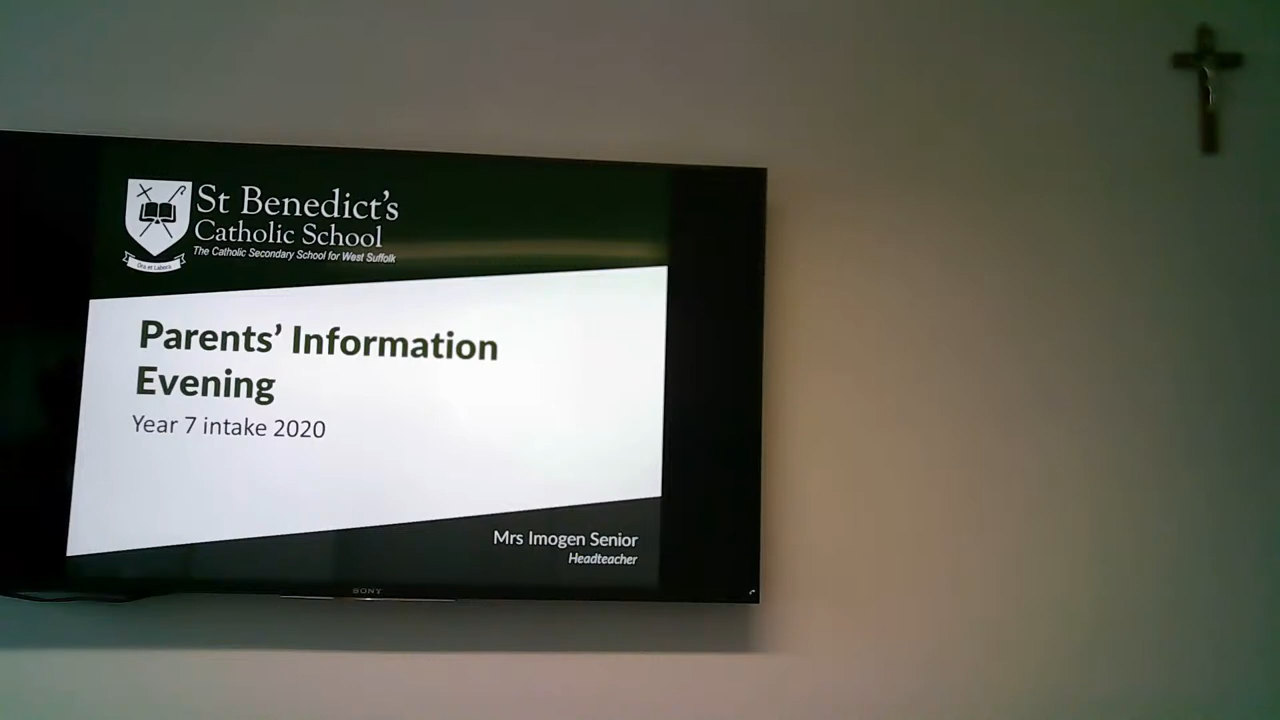 St Benedict's
Catholic School
The Catholic Secondary School for West Suffolk
Ora et Labora
Parents’ Information
Evening
Year 7 intake 2020
Mrs Imogen Senior
Headteacher
SONY